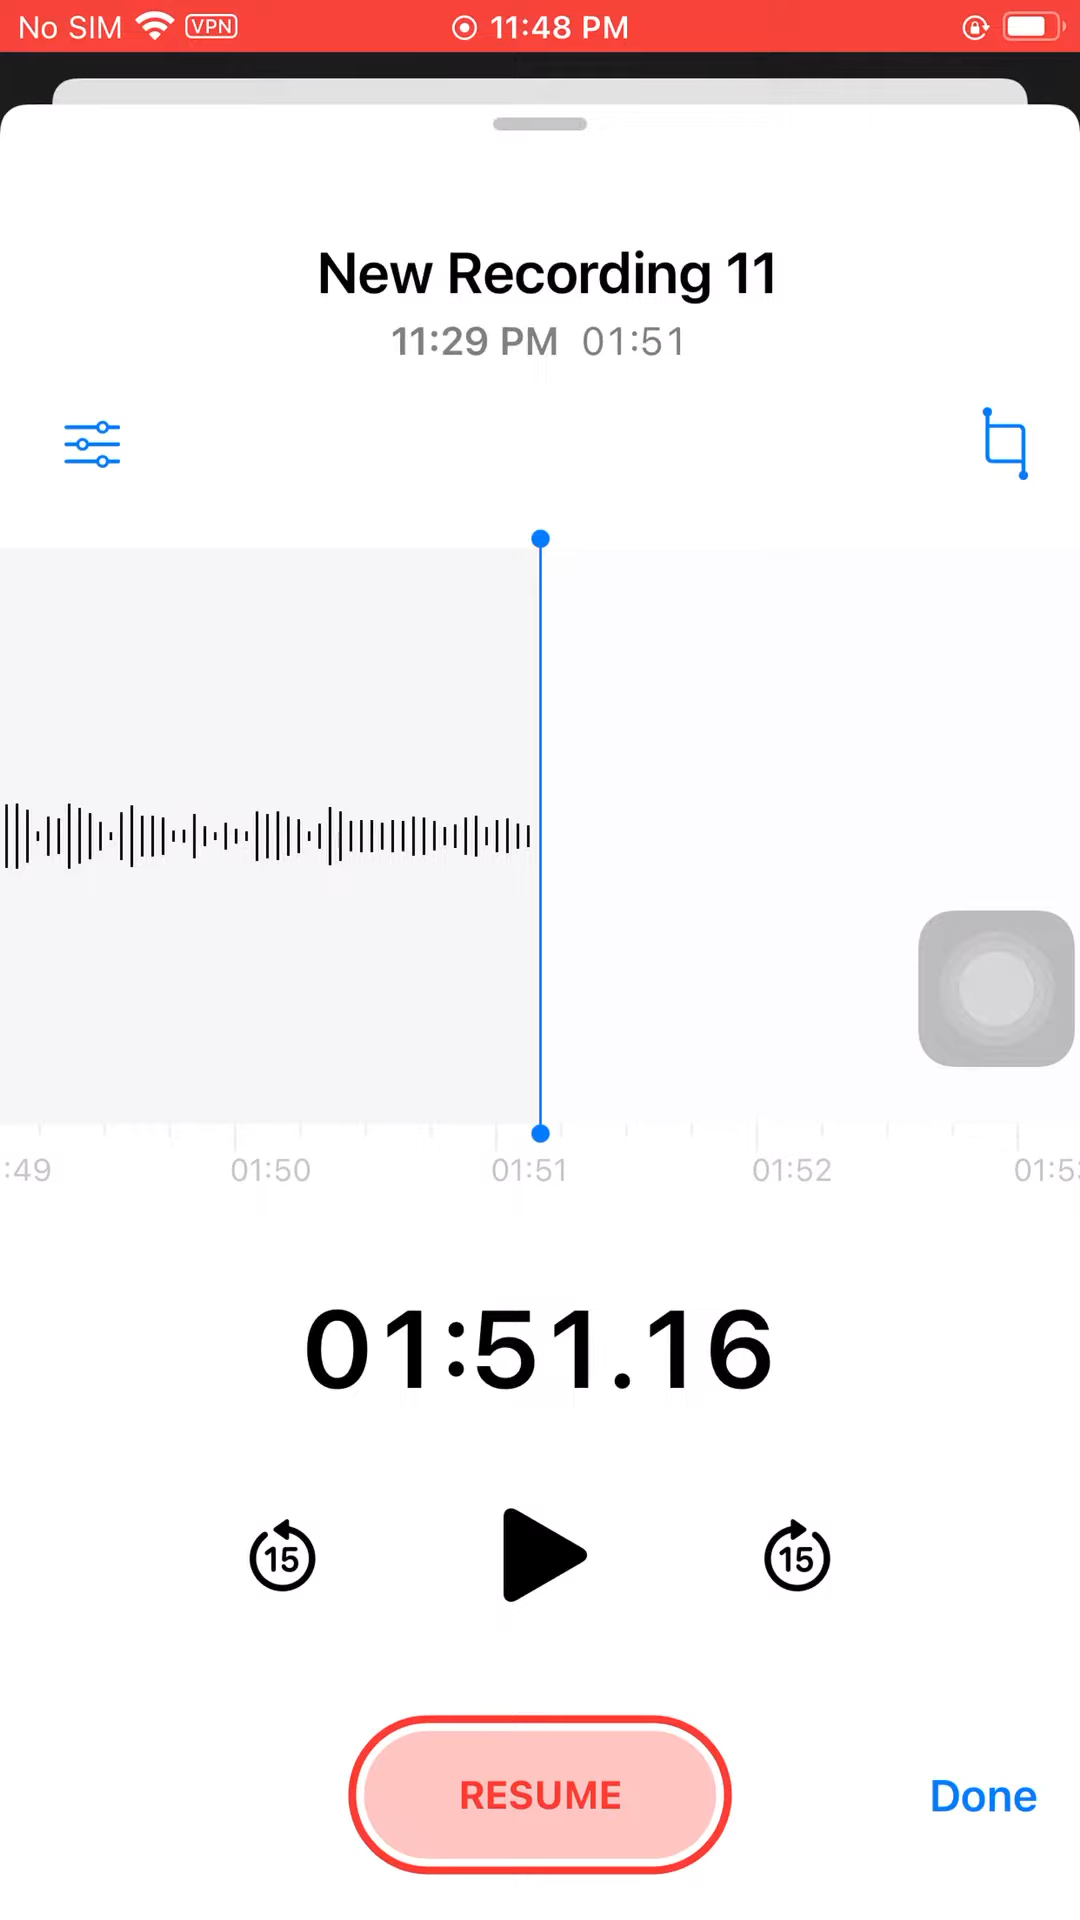 No SIM VPN 11:48 PM
New Recording 11
11:29 PM 01:51
:49 01:50 01:51 01:52 01:5
01:51.16
15 15
RESUME Done